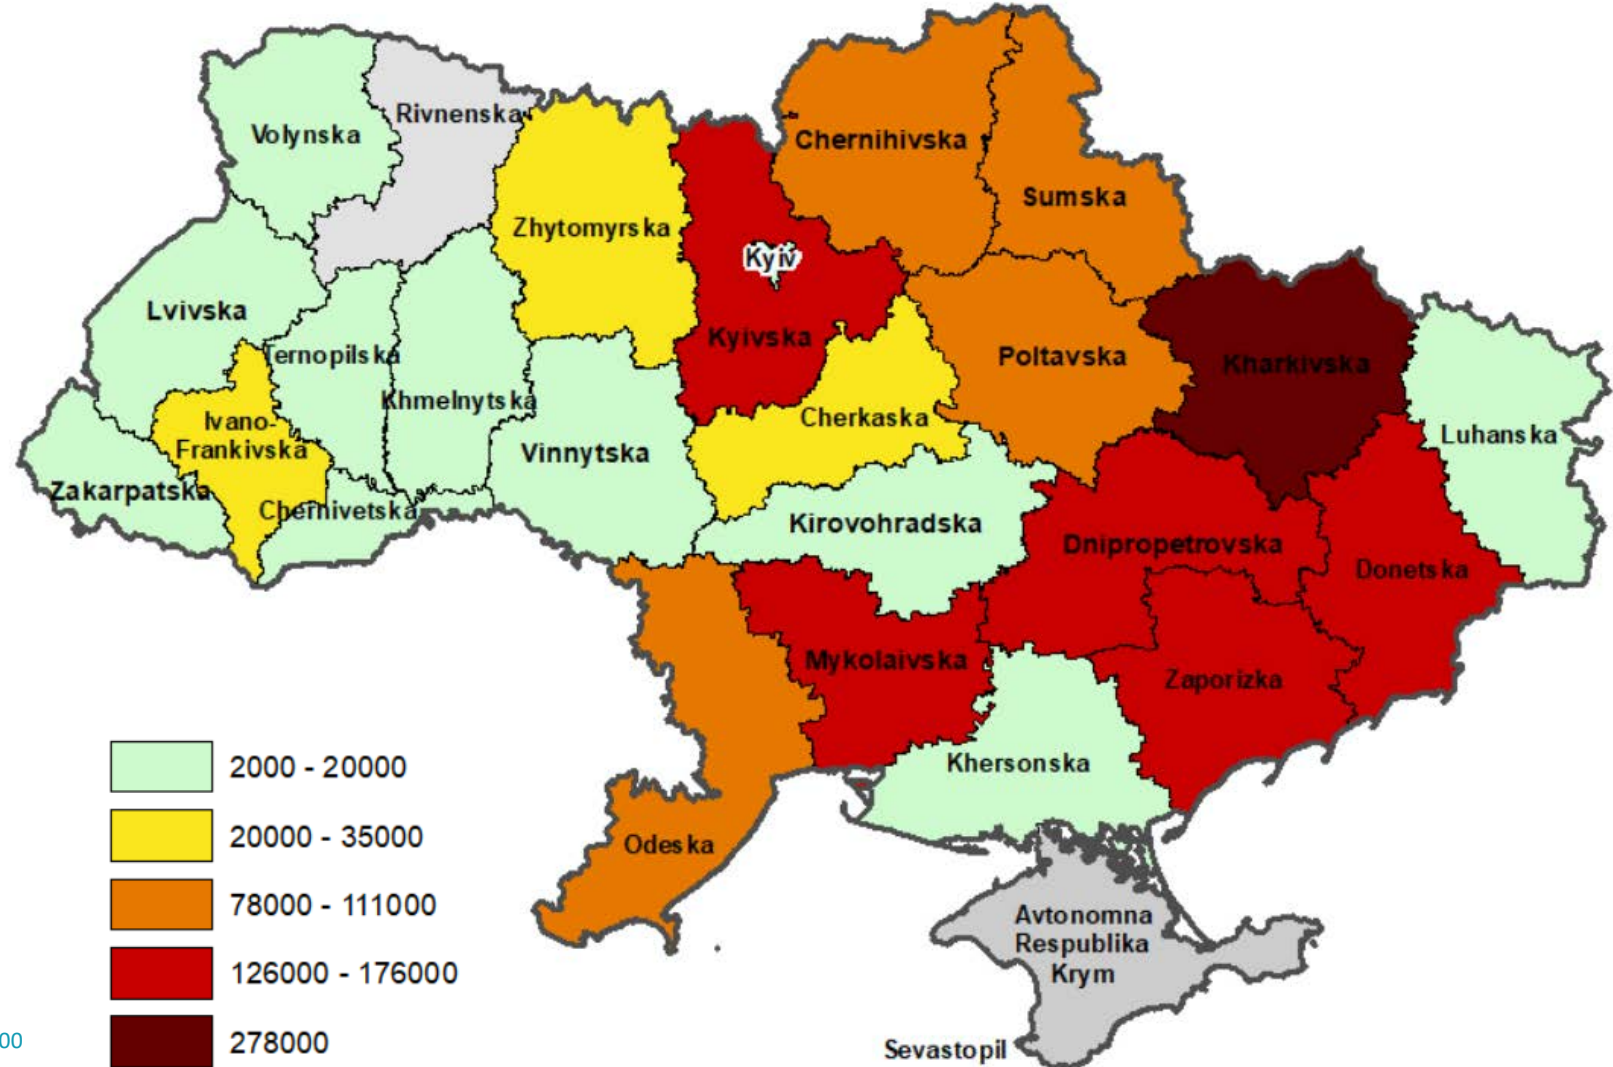 Rivnenska
Volynska
Chernihivska
Sumska
Zhytomyrska
Kyiv
Lvivska
Kyivska
Ternopilska
Poltavska
Kharkivska
Khmelnytska
Ivano-
Frankivska
Cherkaska
Luhanska
Vinnytska
Zakarpatska
Chernivetska
Kirovohradska
Dnipropetrovska
Donetska
Mykolaivska
Zaporizka
Khersonska
Odeska
Avtonomna
Respublika
Krym
Sevastopil
2000 - 20000
20000 - 35000
78000 - 111000
126000 - 176000
278000
00